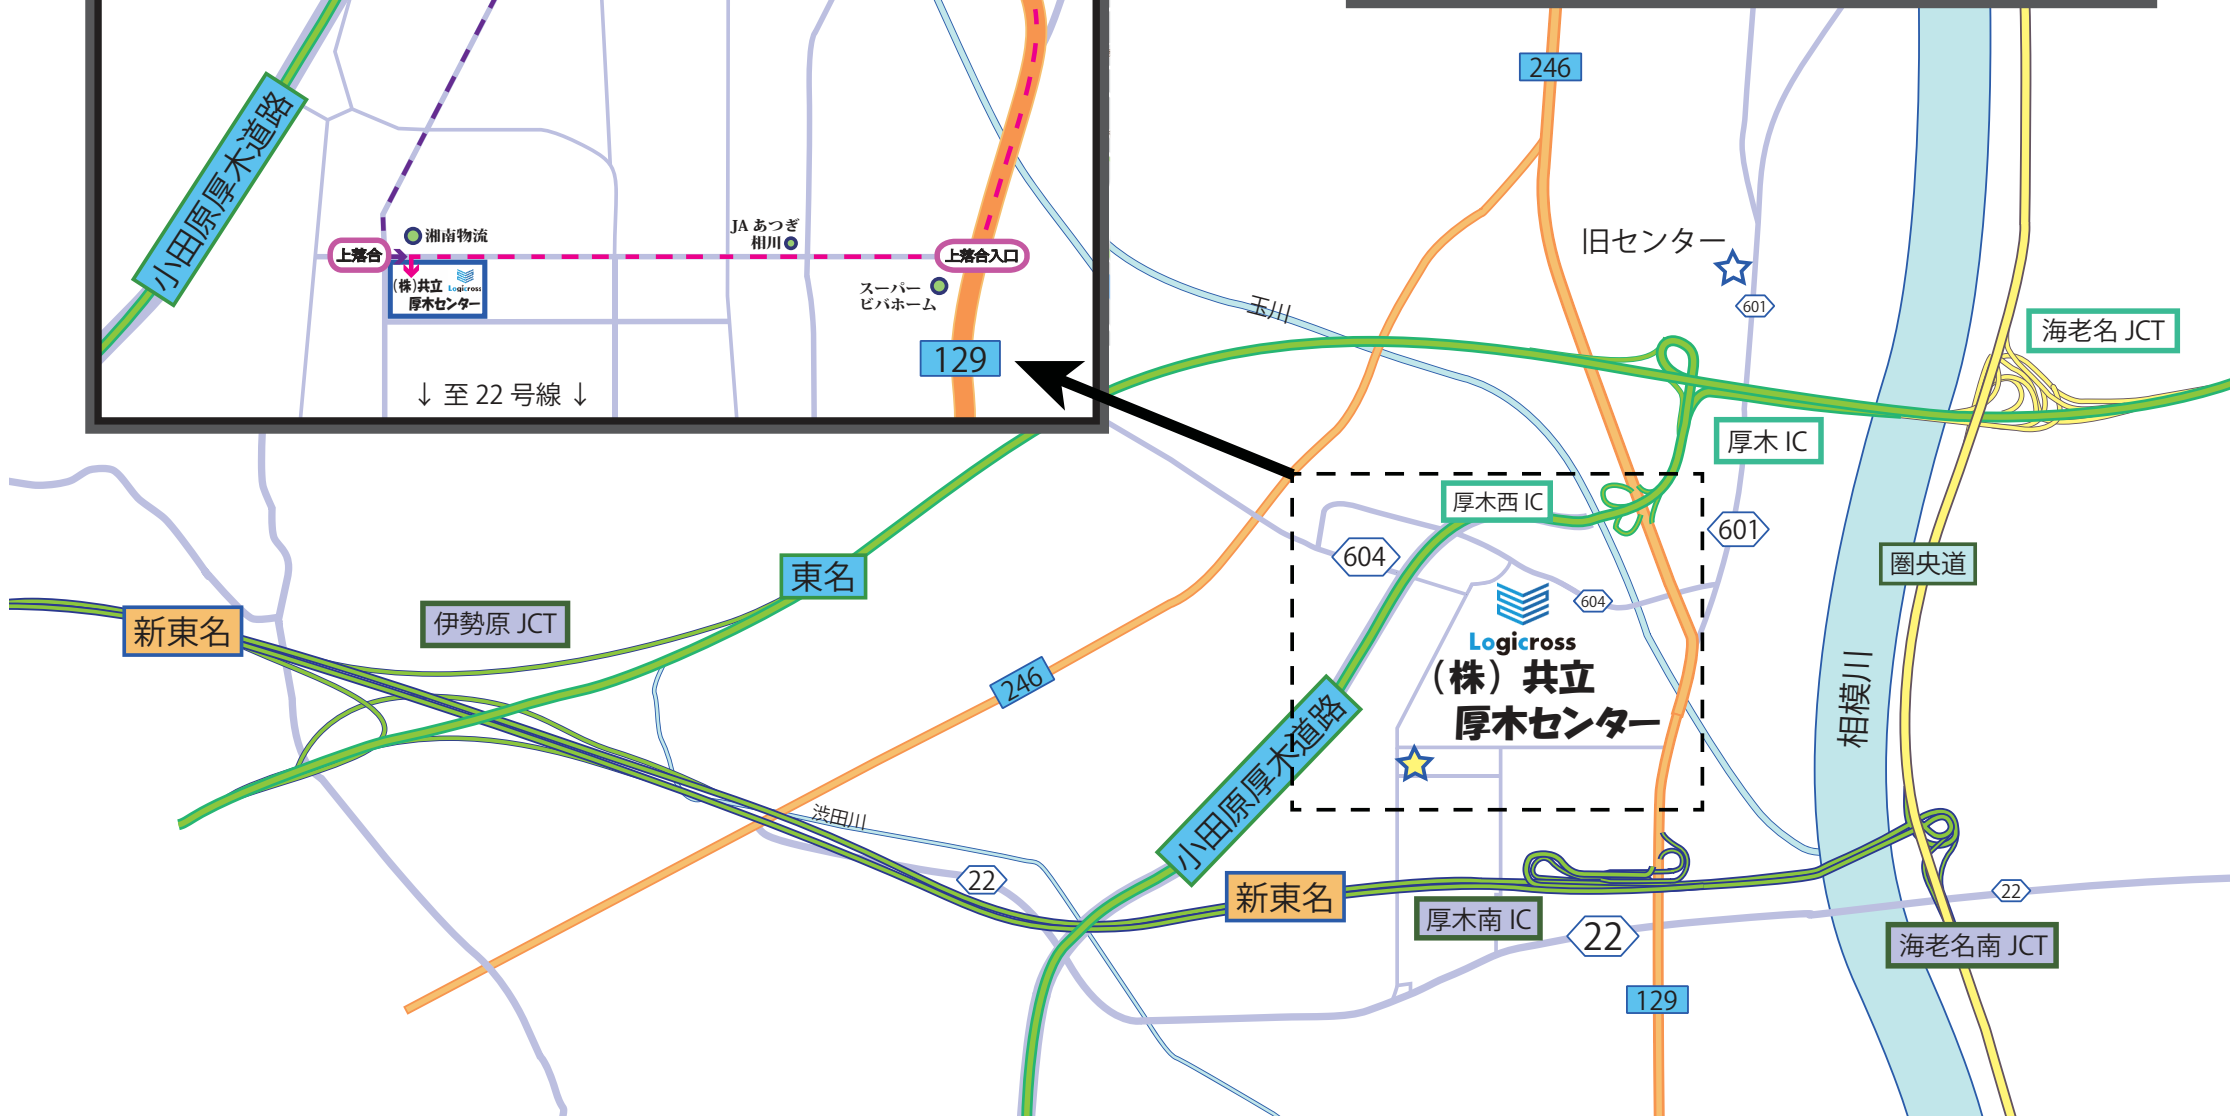 小田原厚木道路
湘南物流
上落合
JA あつぎ
相川
上落合入口
(株)共立
Logicross
厚木センター
スーパー
ビバホーム
129
↓ 至 22 号線 ↓
246
旧センター
601
玉川
海老名 JCT
厚木 IC
厚木西 IC
601
604
604
圏央道
東名
新東名
伊勢原 JCT
Logicross
(株) 共立
厚木センター
246
相模川
小田原厚木道路
渋田川
22
新東名
厚木南 IC
22
22
海老名南 JCT
129